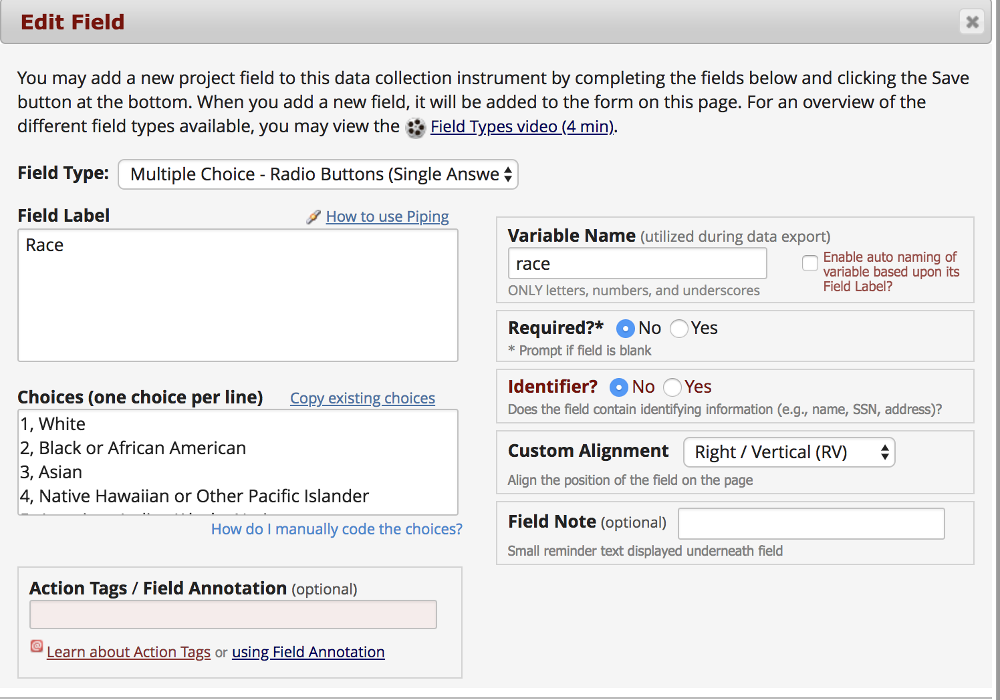 Edit Field
You may add a new project field to this data collection instrument by completing the fields below and clicking the Save
button at the bottom. When you add a new field, it will be added to the form on this page. For an overview of the
different field types available, you may view the Field Types video (4 min).
Field Type: Multiple Choice - Radio Buttons (Single Answe
Field Label How to use Piping
Race
Choices (one choice per line) Copy existing choices
1, White
2, Black or African American
3, Asian
4, Native Hawaiian or Other Pacific Islander
How do I manually code the choices?
Action Tags / Field Annotation (optional)
Learn about Action Tags or using Field Annotation
Variable Name (utilized during data export)
race
ONLY letters, numbers, and underscores
Enable auto naming of
variable based upon its
Field Label?
Required?* No Yes
* Prompt if field is blank
Identifier? No Yes
Does the field contain identifying information (e.g., name, SSN, address)?
Custom Alignment Right / Vertical (RV)
Align the position of the field on the page
Field Note (optional)
Small reminder text displayed underneath field